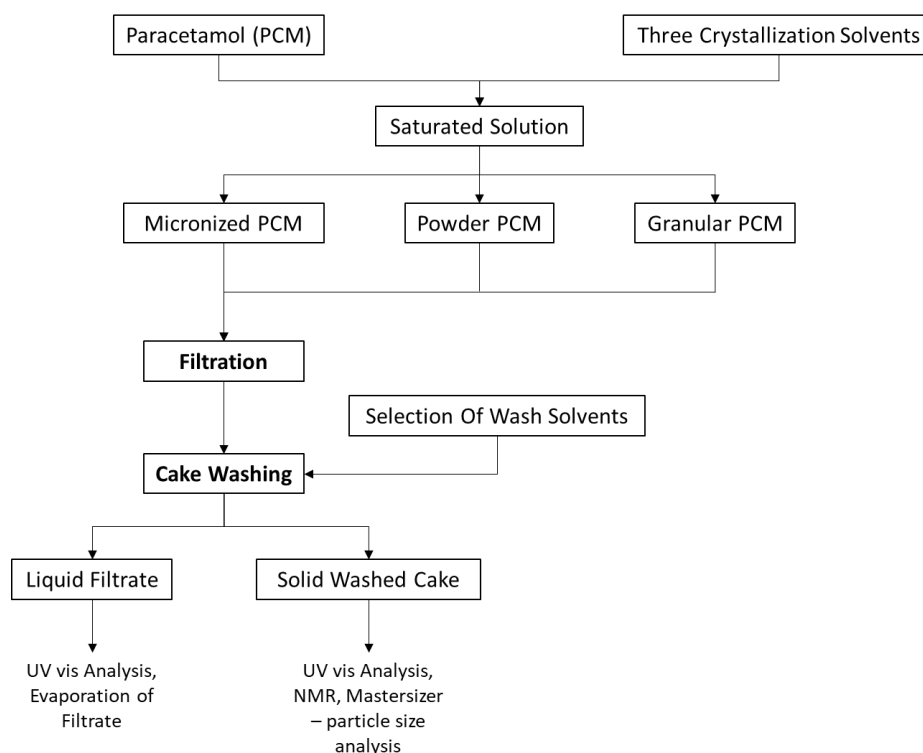 Paracetamol (PCM)
Three Crystallization Solvents
Saturated Solution
Micronized PCM
Powder PCM
Granular PCM
Filtration
Selection Of Wash Solvents
Cake Washing
Liquid Filtrate
Solid Washed Cake
UV vis Analysis,
Evaporation of
Filtrate
UV vis Analysis,
NMR, Mastersizer
– particle size
analysis